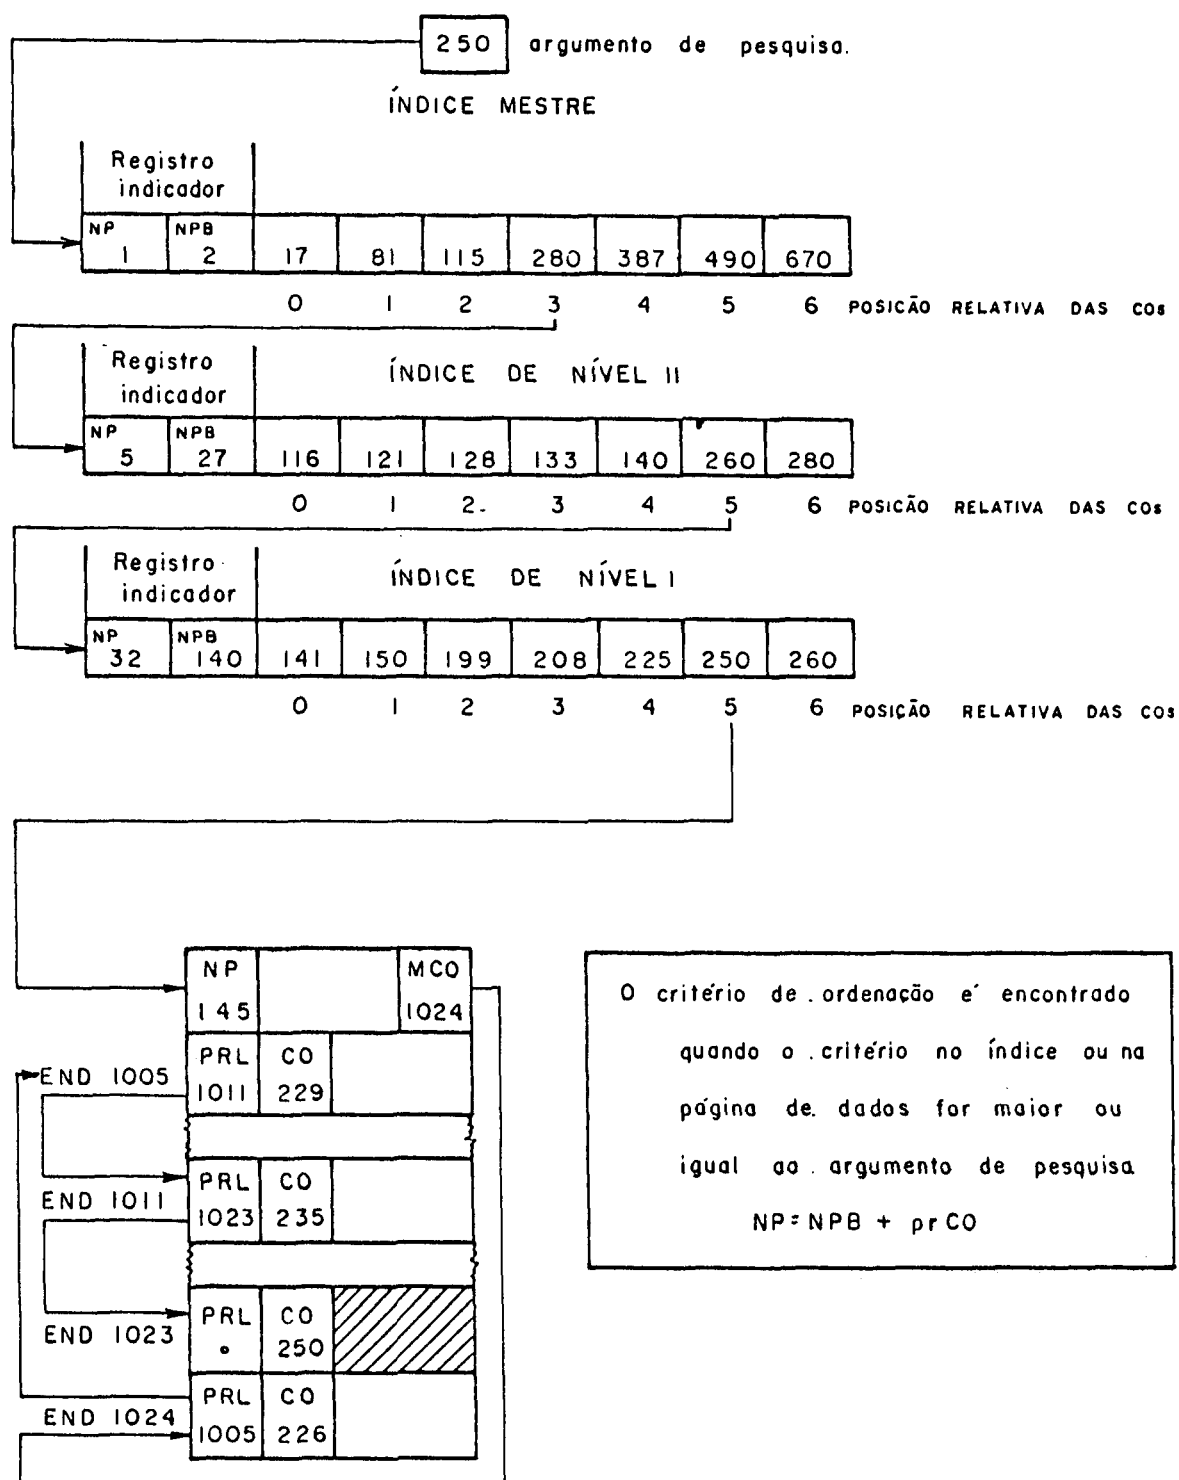 250 argumento de pesquisa.
ÍNDICE MESTRE
Registro
indicador
NP NPB
1 2 17 81 115 280 387 490 670
0 1 2 3 4 5 6 POSICÃO RELATIVA DAS COs
Registro
indicador
ÍNDICE DE NÍVEL II
NP NPB
5 27 116 121 128 133 140 260 280
0 1 2. 3 4 5 6 POSICÃO RELATIVA DAS COs
Registro
indicador
ÍNDICE DE NÍVEL I
NP NPB
32 140 141 150 199 208 225 250 260
0 1 2 3 4 5 6 POSIÇÃO RELATIVA DAS COs
NP MCO
145 1024
END 1005
PRL CO
1011 229
END 1011
PRL CO
1023 235
END 1023
PRL CO
• 250
END 1024
PRL CO
1005 226
O critério de .ordenação é encontrado
quando o .critério no índice ou na
página de. dados for maior ou
igual ao . argumento de pesquisa
NP=NPB + prCO